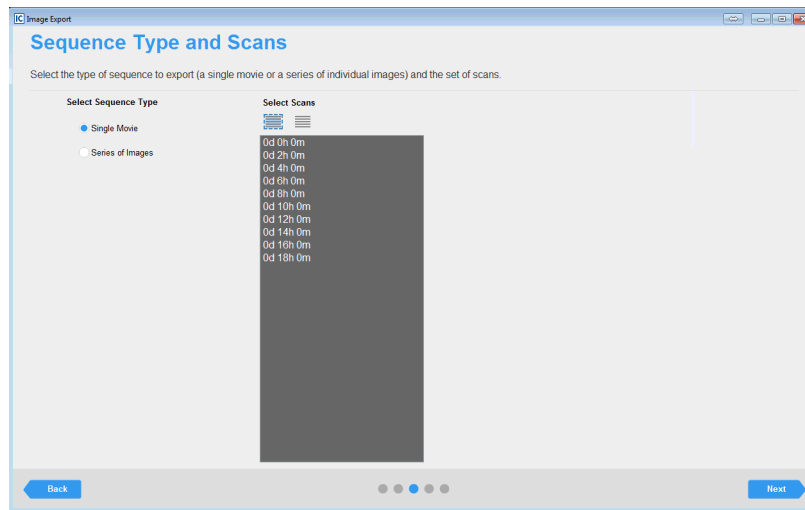 IC Image Export
Sequence Type and Scans
Select the type of sequence to export (a single movie or a series of individual images) and the set of scans.
Select Sequence Type
Single Movie
Series of Images
Select Scans
0d 0h 0m
0d 2h 0m
0d 4h 0m
0d 6h 0m
0d 8h 0m
0d 10h 0m
0d 12h 0m
0d 14h 0m
0d 16h 0m
0d 18h 0m
Back
Next